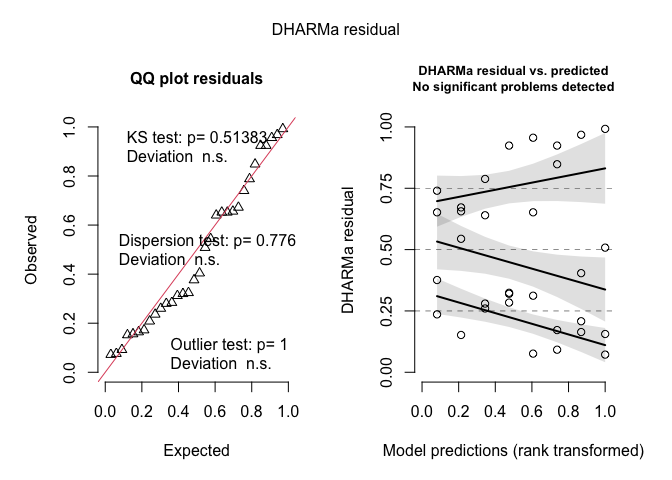 DHARMa residual
QQ plot residuals
KS test: p= 0.51383
Deviation  n.s.
Dispersion test: p= 0.776
Deviation  n.s.
Outlier test: p= 1
Deviation  n.s.
Observed
0.0 0.2 0.4 0.6 0.8 1.0
0.0 0.2 0.4 0.6 0.8 1.0
Expected
DHARMa residual vs. predicted
No significant problems detected
DHARMa residual
0.00 0.25 0.50 0.75 1.00
0.0 0.2 0.4 0.6 0.8 1.0
Model predictions (rank transformed)